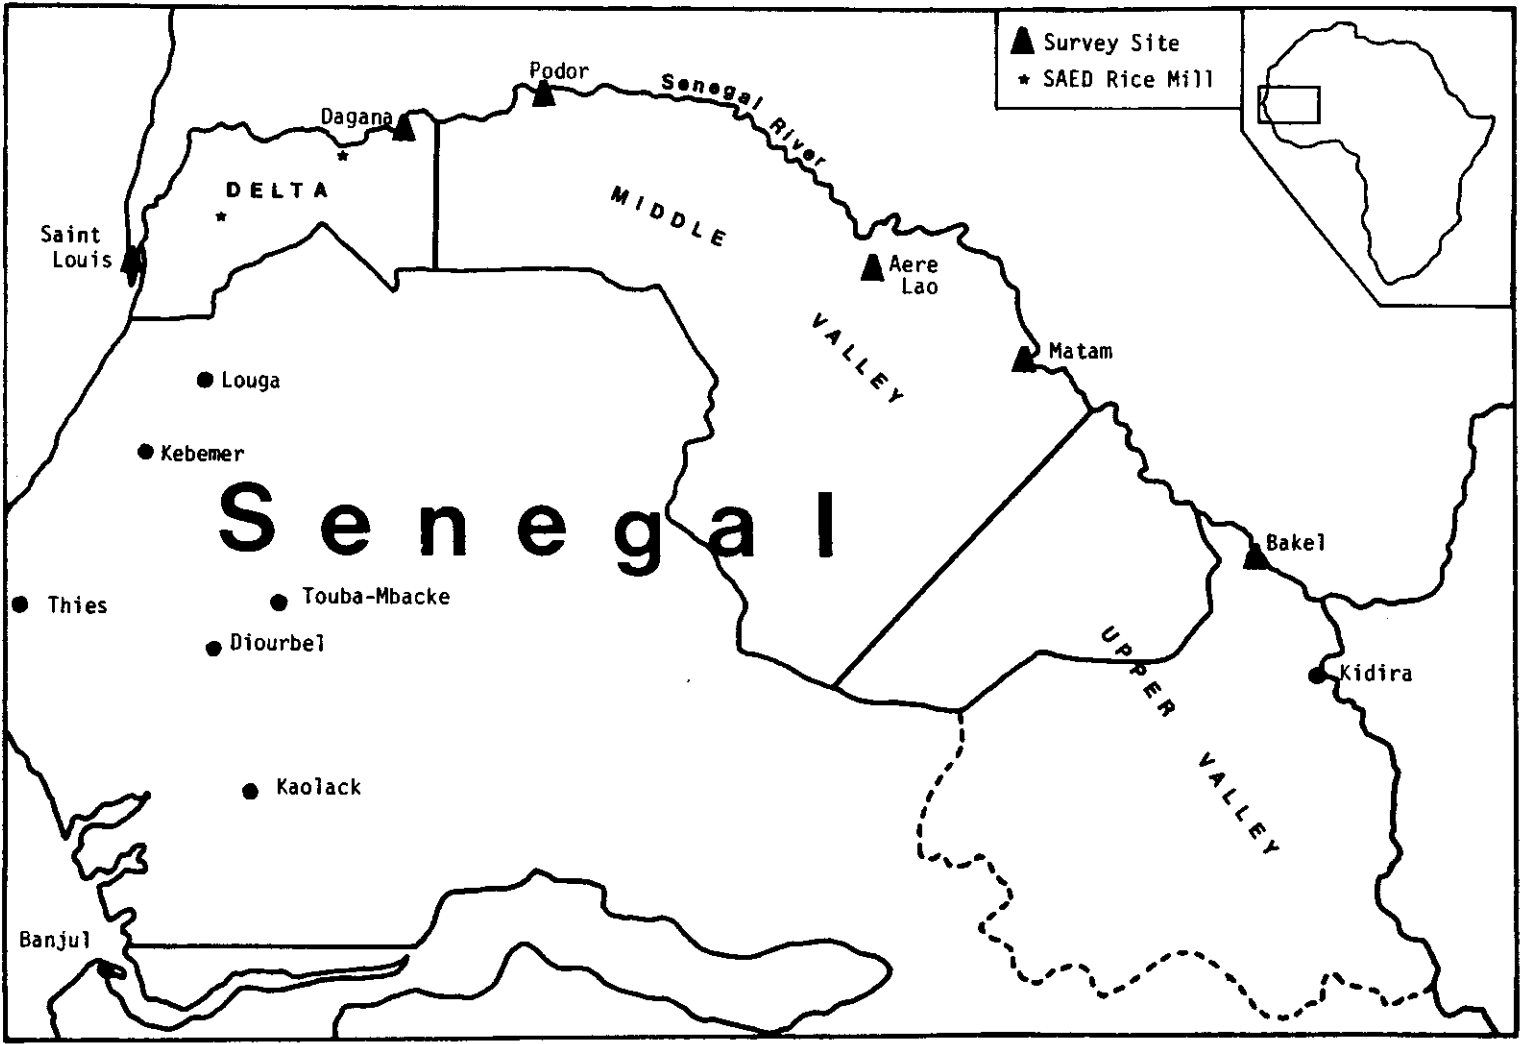 Survey Site
* SAED Rice Mill
Podor
Senegal River
Dagana
*
DELTA
*
MIDDLE
VALLEY
Saint
Louis
Aere
Lao
Matam
Louga
Kebemer
Senegal
Bakel
Thies
Touba-Mbacke
Diourbel
UPPER
VALLEY
Kidira
Kaolack
Banjul